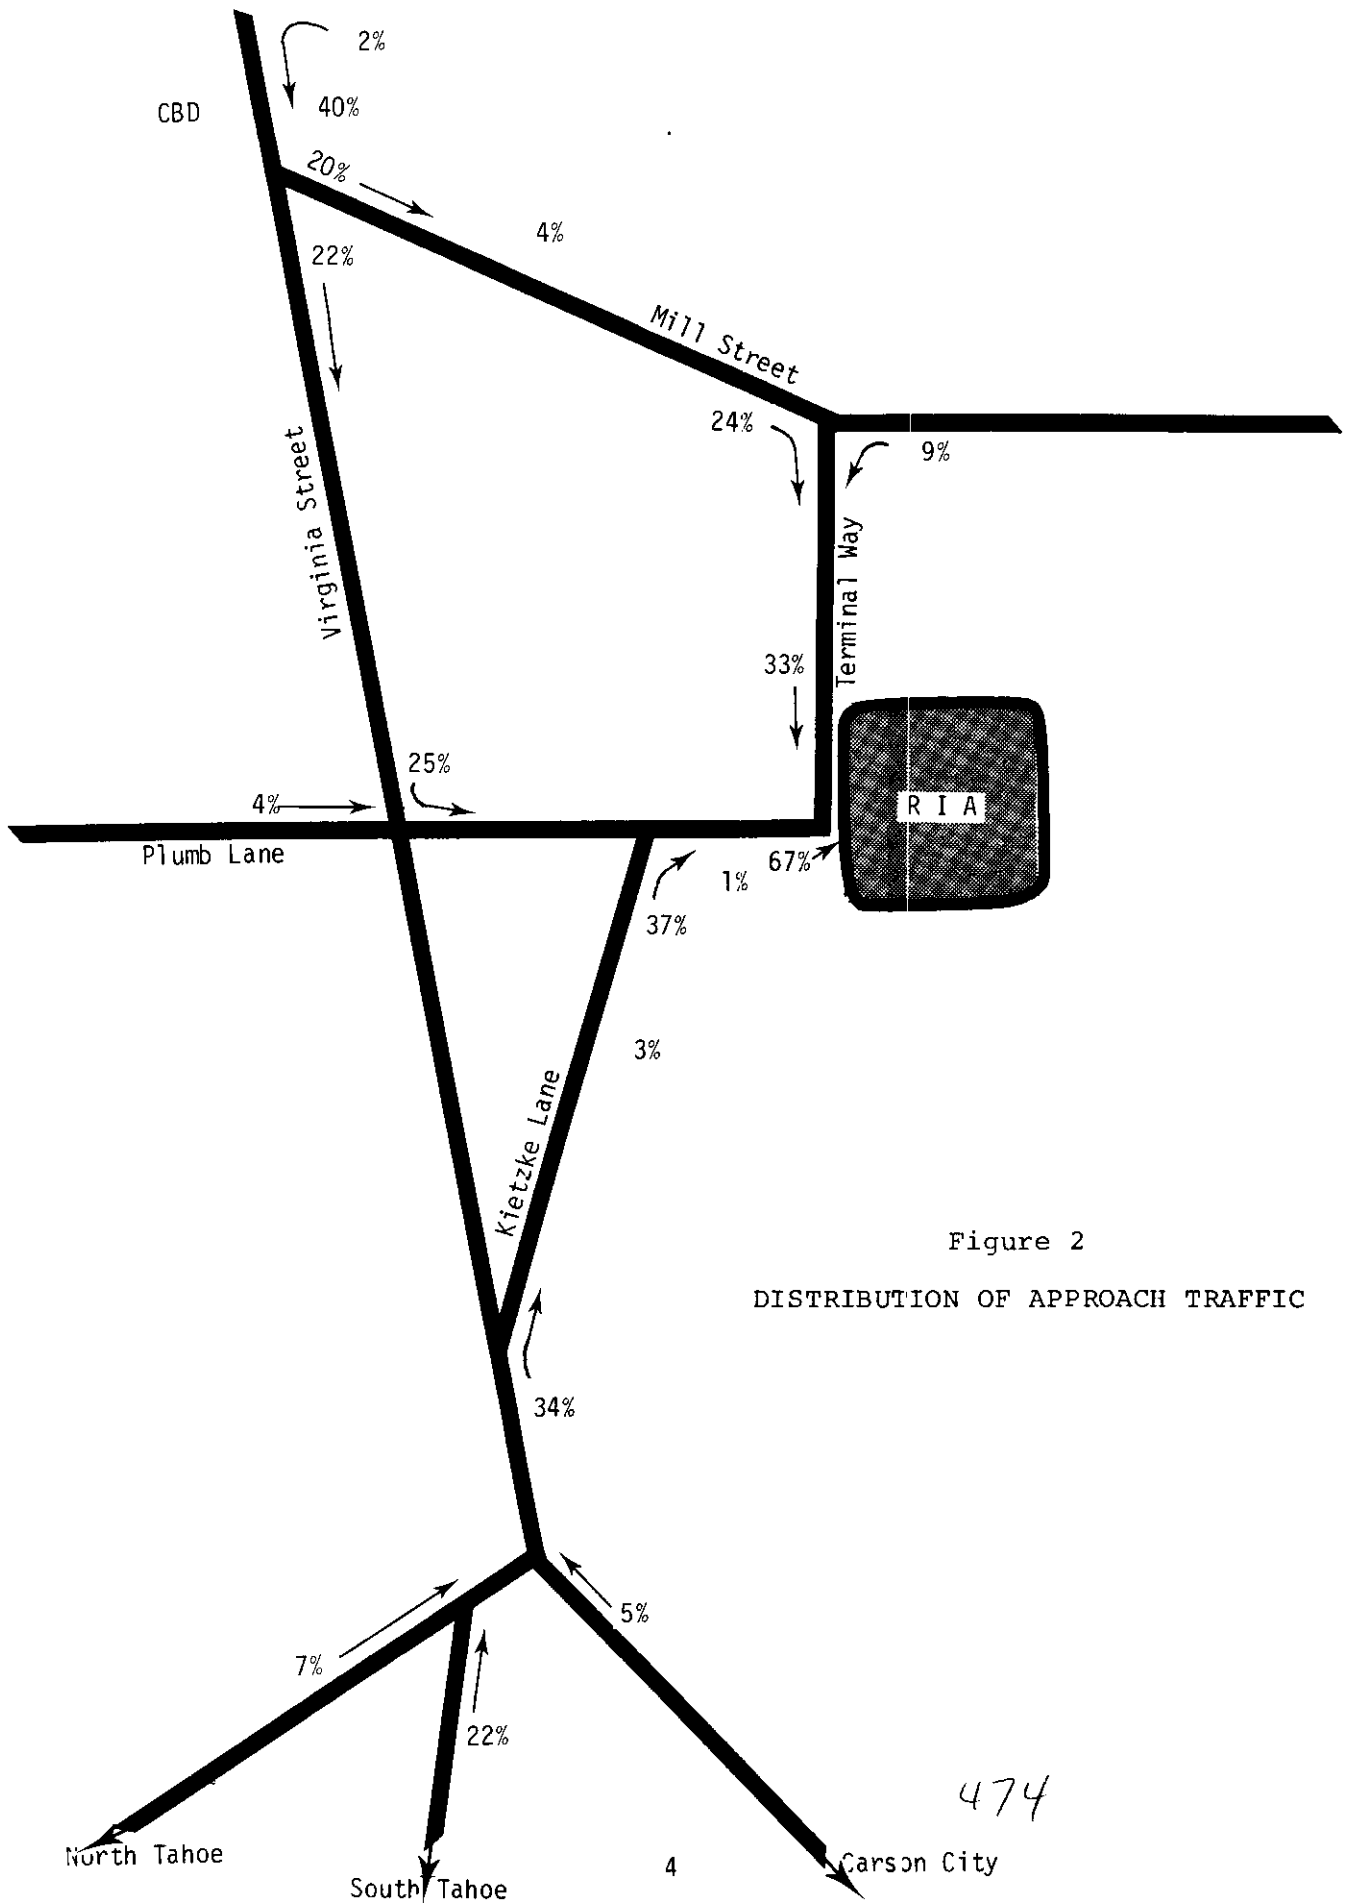 2%
CBD
40%
20%
4%
22%
Mill Street
24%
9%
Virginia Street
Terminal Way
33%
25%
4%
R I A
Plumb Lane
67%
1%
37%
3%
Kietzke Lane
Figure 2
DISTRIBUTION OF APPROACH TRAFFIC
34%
5%
7%
22%
474
North Tahoe
4
Carson City
South Tahoe